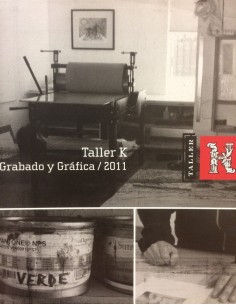 Taller K
Grabado y Gráfica / 2011
TALLER
K
VERDE